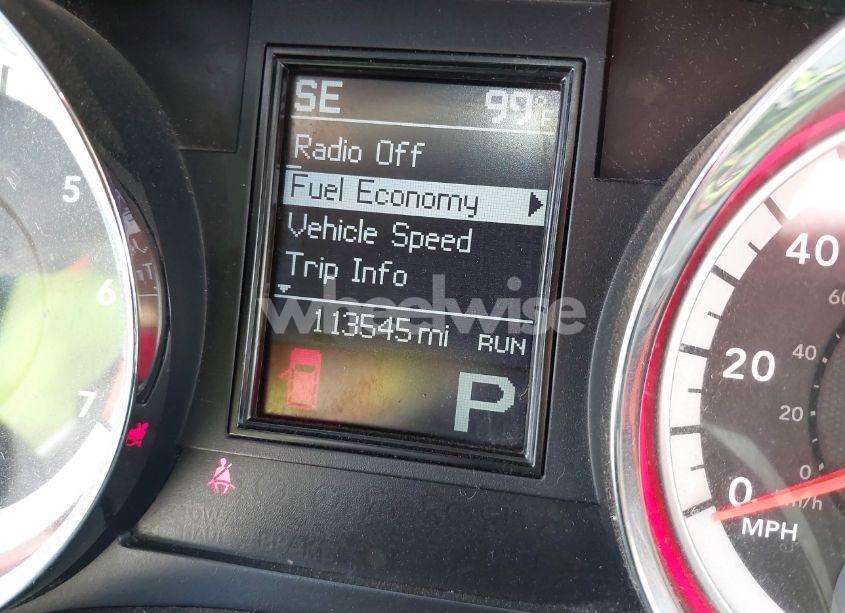 SE 99°F
Radio Off
Fuel Economy
Vehicle Speed
Trip Info
wheelwise
113545 mi RUN
P
5
6
7
40
20
0
MPH
60
40
20
0
km/h